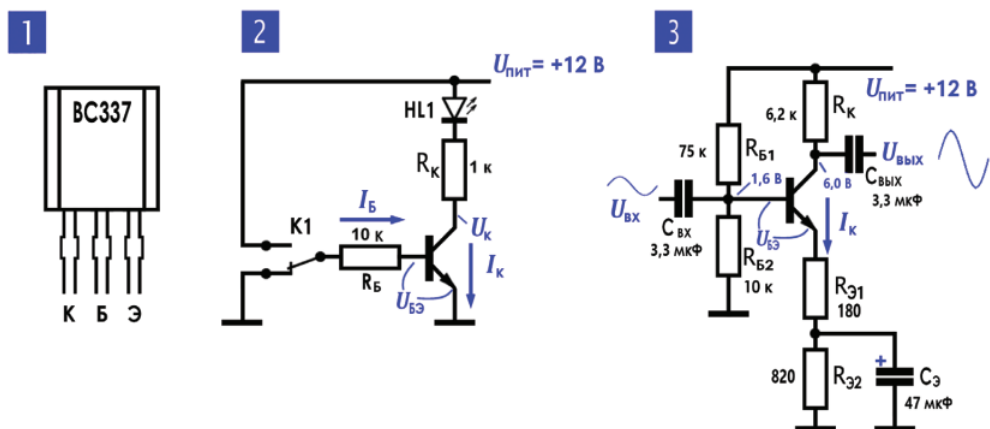 1
BC337
К Б Э
2
Uпит= +12 В
HL1
Rк
1 к
Iб
К1
10 к
Rб
Uк
Iк
Uбэ
3
Uпит= +12 В
6,2 к
Rк
75 к
Rб1
1,6 В
6,0 В
Uвых
Cвых
3,3 мкФ
Uвх
Cвх
3,3 мкФ
Uбэ
Iк
Rб2
10 к
Rэ1
180
820
Rэ2
+
Cэ
47 мкФ